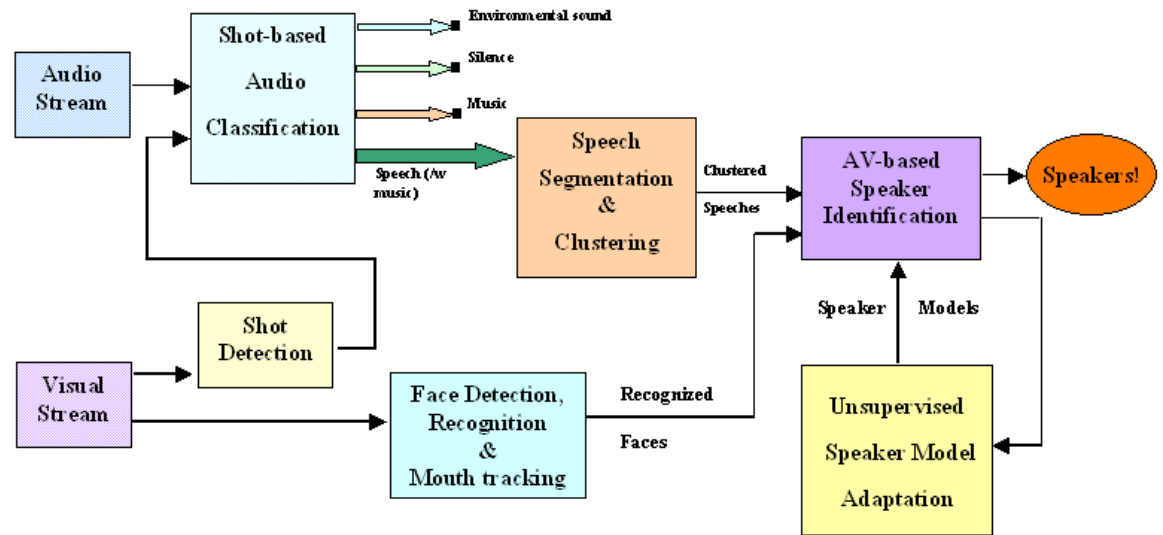 Environmental sound
Shot-based
Audio
Classification
Silence
Audio
Stream
Music
Speech (/w
music)
Speech
Segmentation
&
Clustering
Clustered
Speeches
AV-based
Speaker
Identification
Speakers!
Shot
Detection
Speaker Models
Visual
Stream
Face Detection,
Recognition
&
Mouth tracking
Recognized
Faces
Unsupervised
Speaker Model
Adaptation